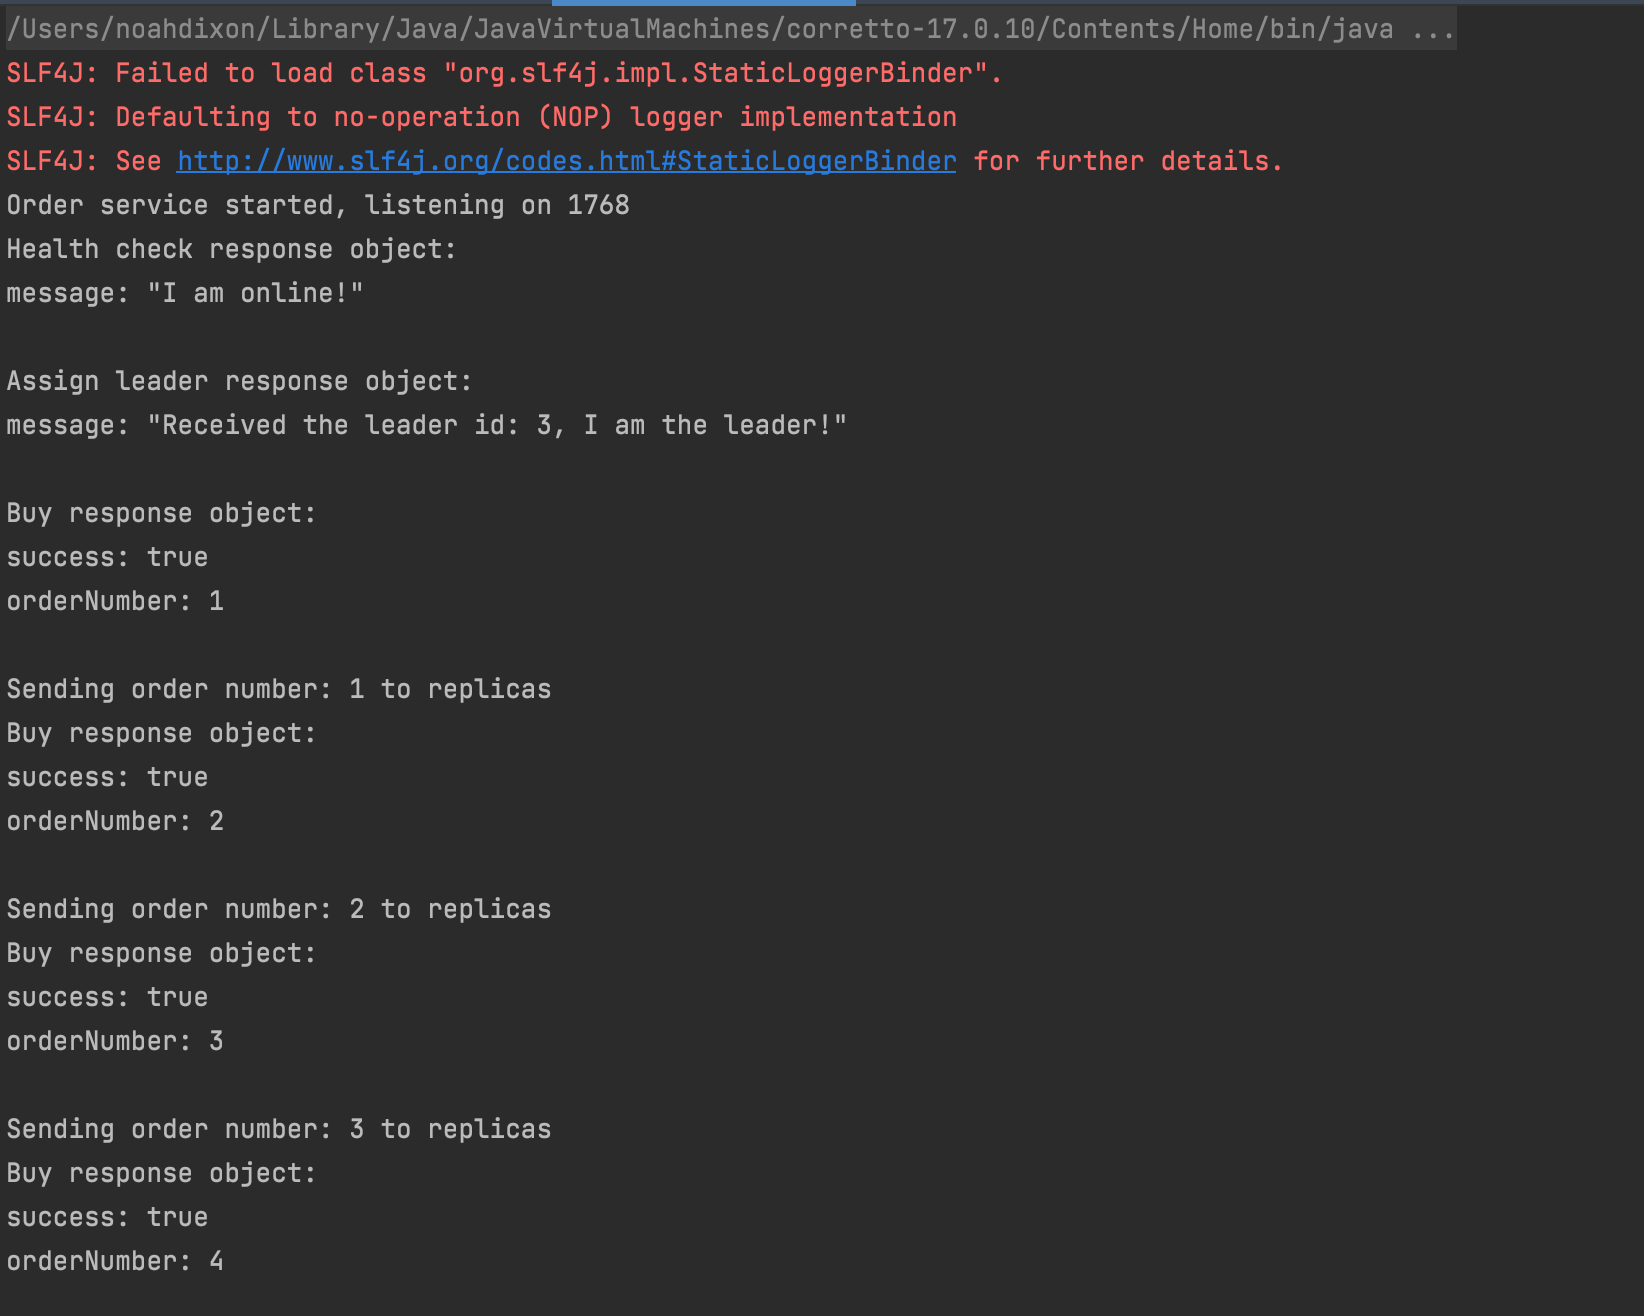 /Users/noahdixon/Library/Java/JavaVirtualMachines/corretto-17.0.10/Contents/Home/bin/java ...
SLF4J: Failed to load class "org.slf4j.impl.StaticLoggerBinder".
SLF4J: Defaulting to no-operation (NOP) logger implementation
SLF4J: See http://www.slf4j.org/codes.html#StaticLoggerBinder for further details.
Order service started, listening on 1768
Health check response object:
message: "I am online!"
Assign leader response object:
message: "Received the leader id: 3, I am the leader!"
Buy response object:
success: true
orderNumber: 1
Sending order number: 1 to replicas
Buy response object:
success: true
orderNumber: 2
Sending order number: 2 to replicas
Buy response object:
success: true
orderNumber: 3
Sending order number: 3 to replicas
Buy response object:
success: true
orderNumber: 4